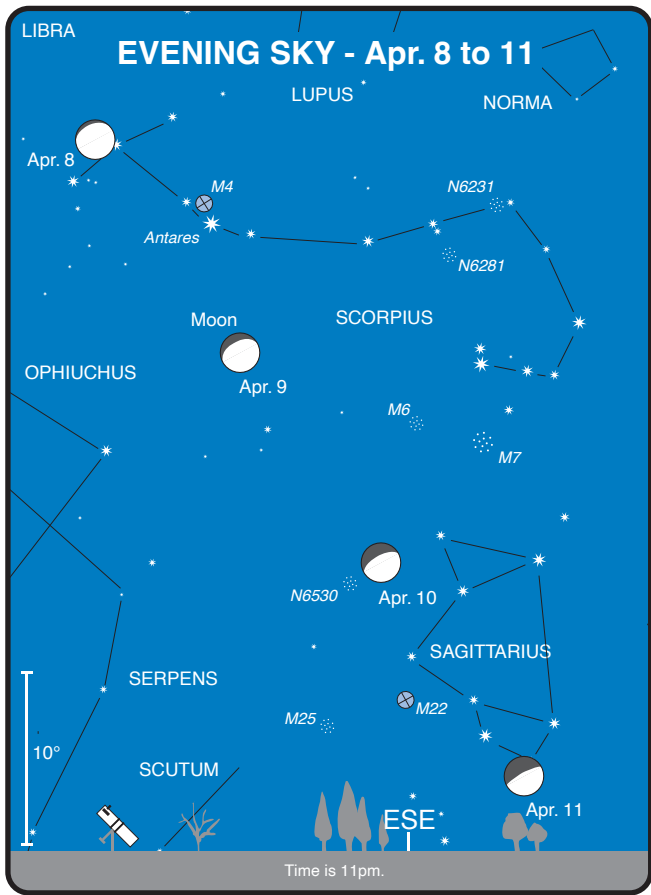 LIBRA
EVENING SKY - Apr. 8 to 11
LUPUS
NORMA
Apr. 8
M4
N6231
Antares
N6281
Moon
SCORPIUS
OPHIUCHUS
Apr. 9
M6
M7
N6530
Apr. 10
SAGITTARIUS
SERPENS
M22
M25
10°
SCUTUM
ESE
Apr. 11
Time is 11pm.